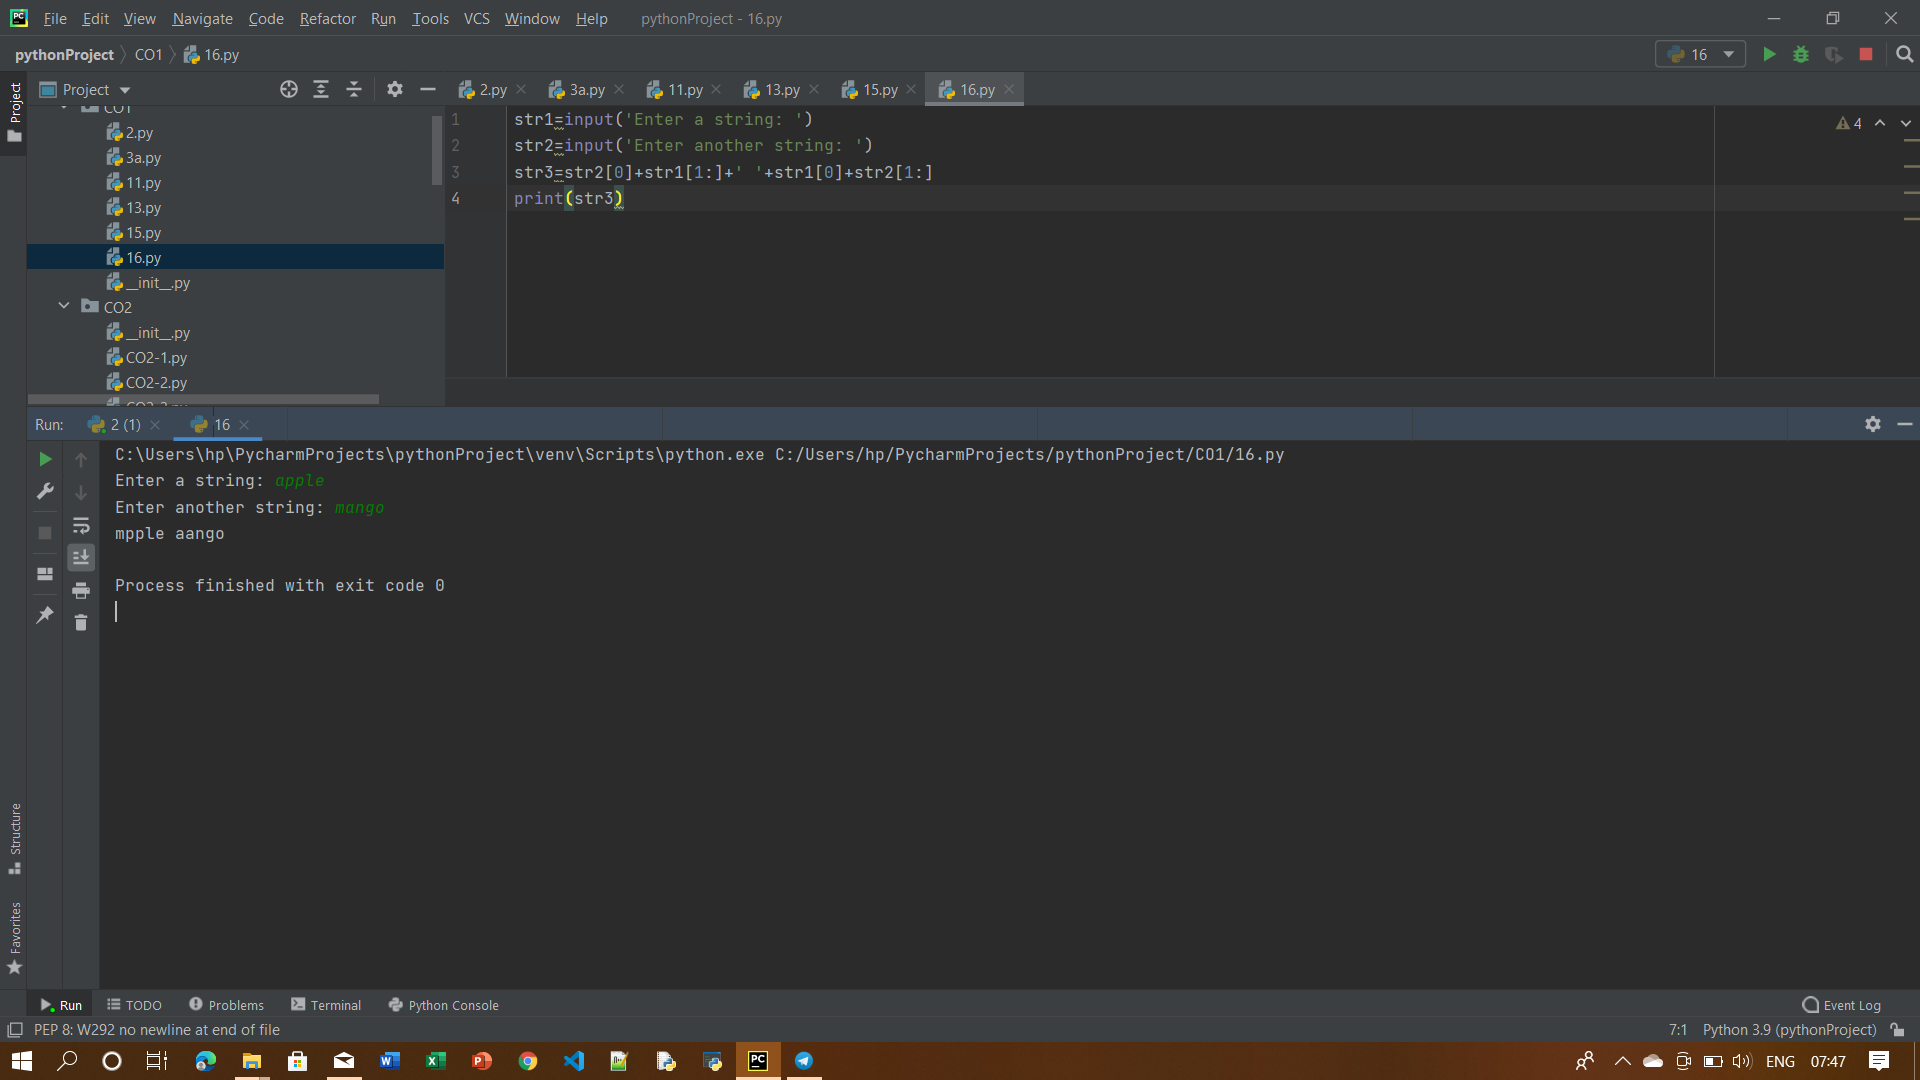 File Edit View Navigate Code Refactor Run Tools VCS Window Help pythonProject - 16.py
pythonProject CO1 16.py 16
Project 2.py 3a.py 11.py 13.py 15.py 16.py
Project
CO1
2.py
3a.py
11.py
13.py
15.py
16.py
__init__.py
CO2
__init__.py
CO2-1.py
CO2-2.py
1 str1=input('Enter a string: ')
2 str2=input('Enter another string: ')
3 str3=str2[0]+str1[1:]+' '+str1[0]+str2[1:]
4 print(str3)
4
Run: 2 (1) 16
C:\Users\hp\PycharmProjects\pythonProject\venv\Scripts\python.exe C:/Users/hp/PycharmProjects/pythonProject/CO1/16.py
Enter a string: apple
Enter another string: mango
mpple aango
Process finished with exit code 0
Structure
Favorites
Run TODO Problems Terminal Python Console Event Log
PEP 8: W292 no newline at end of file 7:1 Python 3.9 (pythonProject)
ENG 07:47